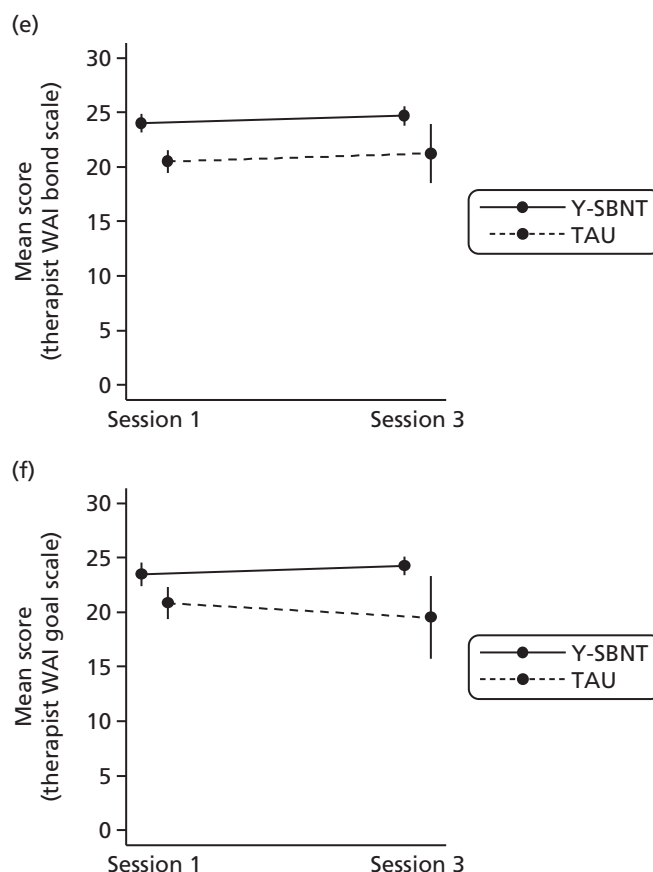 (e)
30
25
20
15
10
5
0
Mean score
(therapist WAI bond scale)
Session 1
Session 3
Y-SBNT
TAU
(f)
30
25
20
15
10
5
0
Mean score
(therapist WAI goal scale)
Session 1
Session 3
Y-SBNT
TAU